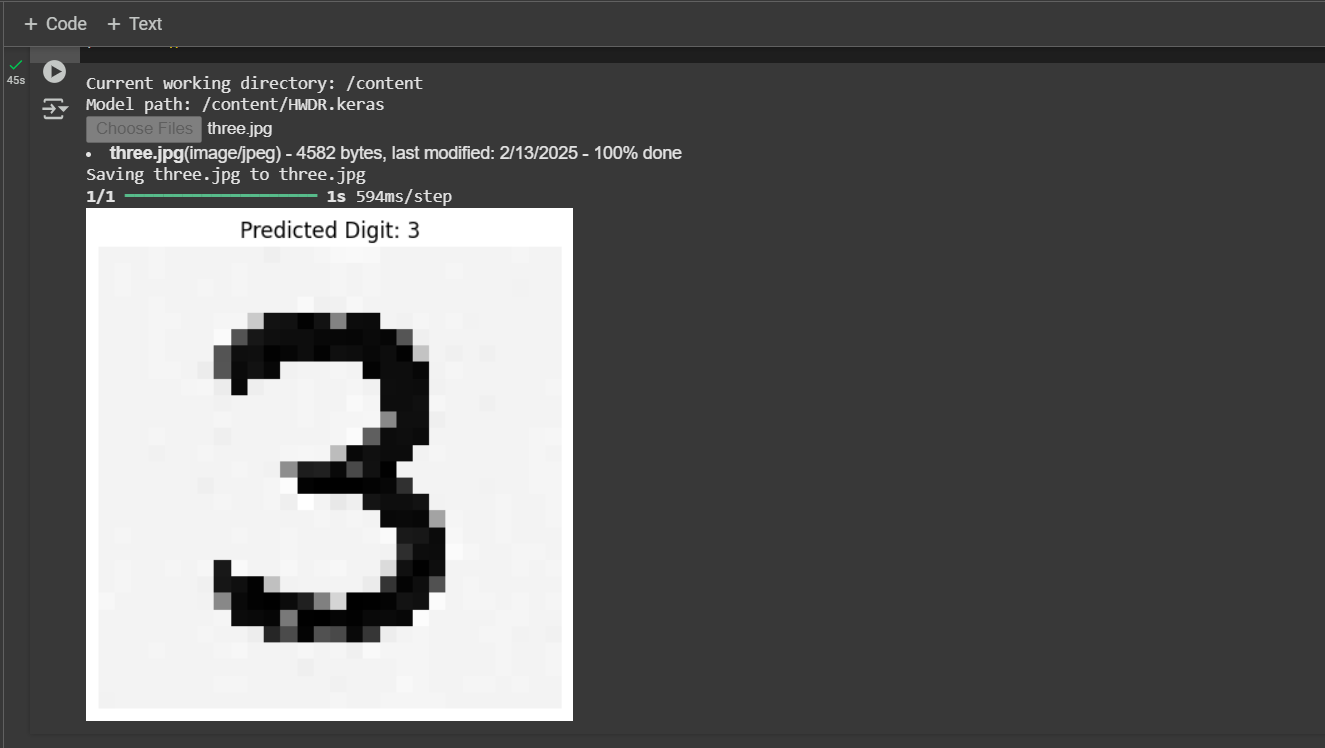 + Code + Text
45s
Current working directory: /content
Model path: /content/HWDR.keras
Choose Files three.jpg
• three.jpg(image/jpeg) - 4582 bytes, last modified: 2/13/2025 - 100% done
Saving three.jpg to three.jpg
1/1 ━━━━━━━━━━━━━━━━━━━━ 1s 594ms/step
Predicted Digit: 3
3